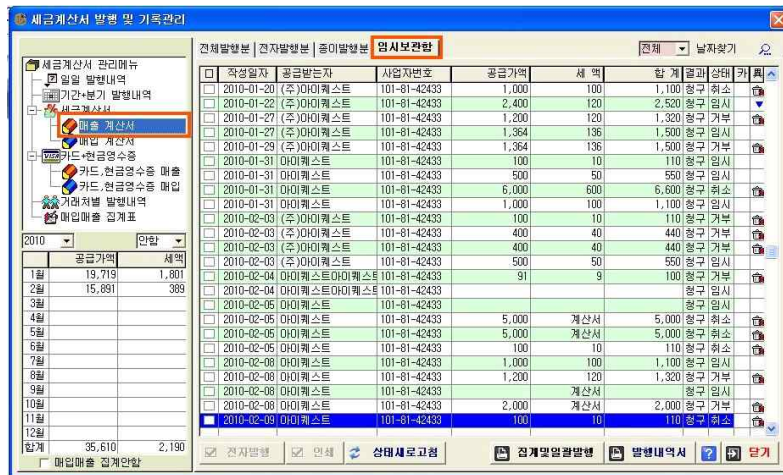 세금계산서 발행 및 기록관리
전체발행분 전자발행분 종이발행분 임시보관함 전체 날짜찾기
세금계산서 관리메뉴
일일 발행내역
기간+분기 발행내역
세금계산서
매출 계산서
매입 계산서
VISA 카드+현금영수증
카드,현금영수증 매출
카드,현금영수증 매입
거래처별 발행내역
매입매출 집계표
2010 안함
공급가액 세액
1월 19,719 1,801
2월 15,891 389
3월
4월
5월
6월
7월
8월
9월
10월
11월
12월
합계 35,610 2,190
매입매출 집계안함
작성일자 공급받는자 사업자번호 공급가액 세 액 합 계 결과 상태 카
2010-01-20 (주)아이퀘스트 101-81-42433 1,000 100 1,100 청구 취소
2010-01-22 (주)아이퀘스트 101-81-42433 2,400 120 2,520 청구 임시
2010-01-27 (주)아이퀘스트 101-81-42433 1,200 120 1,320 청구 거부
2010-01-27 (주)아이퀘스트 101-81-42433 1,364 136 1,500 청구 임시
2010-01-29 (주)아이퀘스트 101-81-42433 1,364 136 1,500 청구 거부
2010-01-31 아이퀘스트 101-81-42433 100 10 110 청구 임시
2010-01-31 아이퀘스트 101-81-42433 500 50 550 청구 임시
2010-01-31 아이퀘스트 101-81-42433 6,000 600 6,600 청구 취소
2010-01-31 아이퀘스트 101-81-42433 1,000 100 1,100 청구 임시
2010-02-03 (주)아이퀘스트 101-81-42433 100 10 110 청구 거부
2010-02-03 (주)아이퀘스트 101-81-42433 400 40 440 청구 거부
2010-02-03 (주)아이퀘스트 101-81-42433 400 40 440 청구 거부
2010-02-03 (주)아이퀘스트 101-81-42433 500 50 550 청구 임시
2010-02-04 아이퀘스트아이퀘스트 101-81-42433 91 9 100 청구 거부
2010-02-04 아이퀘스트아이퀘스트 101-81-42433 청구 임시
2010-02-05 아이퀘스트 101-81-42433 청구 임시
2010-02-05 아이퀘스트 101-81-42433 5,000 계산서 5,000 청구 취소
2010-02-05 아이퀘스트 101-81-42433 5,000 계산서 5,000 청구 취소
2010-02-05 아이퀘스트 101-81-42433 100 10 110 청구 취소
2010-02-08 아이퀘스트 101-81-42433 1,000 100 1,100 청구 임시
2010-02-08 아이퀘스트 101-81-42433 1,200 120 1,320 청구 거부
2010-02-08 아이퀘스트 101-81-42433 계산서 청구 임시
2010-02-08 아이퀘스트 101-81-42433 2,000 계산서 2,000 청구 거부
2010-02-09 아이퀘스트 101-81-42433 100 10 110 청구 취소
전자발행 인쇄 상태새로고침 집계및일괄발행 발행내역서 ? 닫기